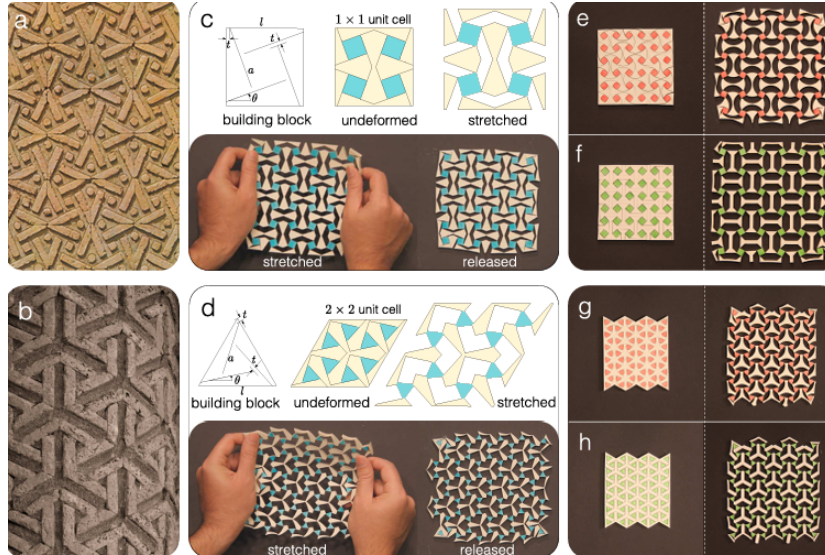 a
c
l
1 × 1 unit cell
t
t
a
θ
building block
undeformed
stretched
stretched
released
e
f
b
d
2 × 2 unit cell
t
t
a
θ
l
building block
undeformed
stretched
stretched
released
g
h